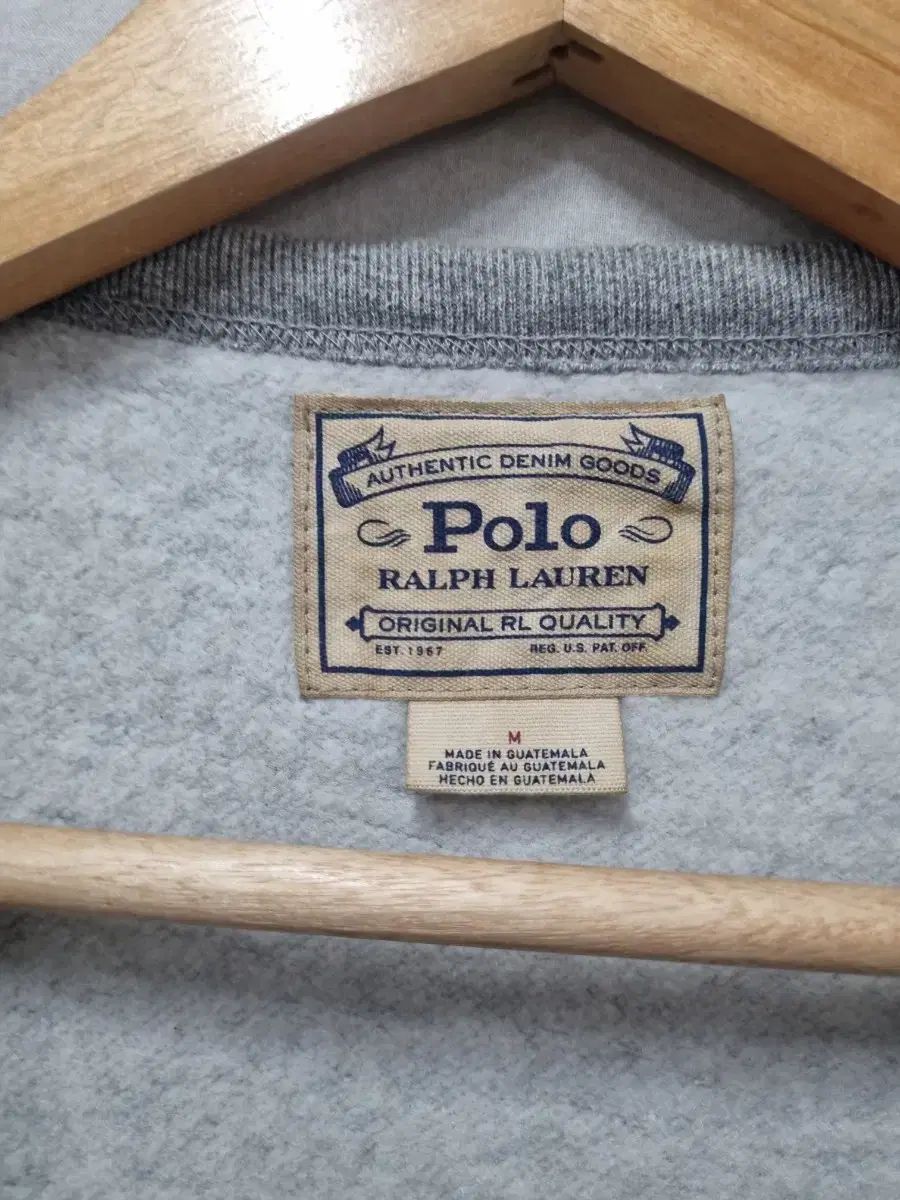 AUTHENTIC DENIM GOODS
Polo
RALPH LAUREN
ORIGINAL RL QUALITY
EST. 1967 REG. U.S. PAT. OFF.
M
MADE IN GUATEMALA
FABRIQUÉ AU GUATEMALA
HECHO EN GUATEMALA